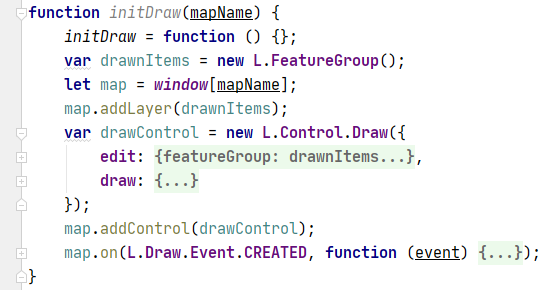 function initDraw(mapName) {
    initDraw = function () {};
    var drawnItems = new L.FeatureGroup();
    let map = window[mapName];
    map.addLayer(drawnItems);
    var drawControl = new L.Control.Draw({
        edit: {featureGroup: drawnItems...},
        draw: {...}
    });
    map.addControl(drawControl);
    map.on(L.Draw.Event.CREATED, function (event) {...});
}